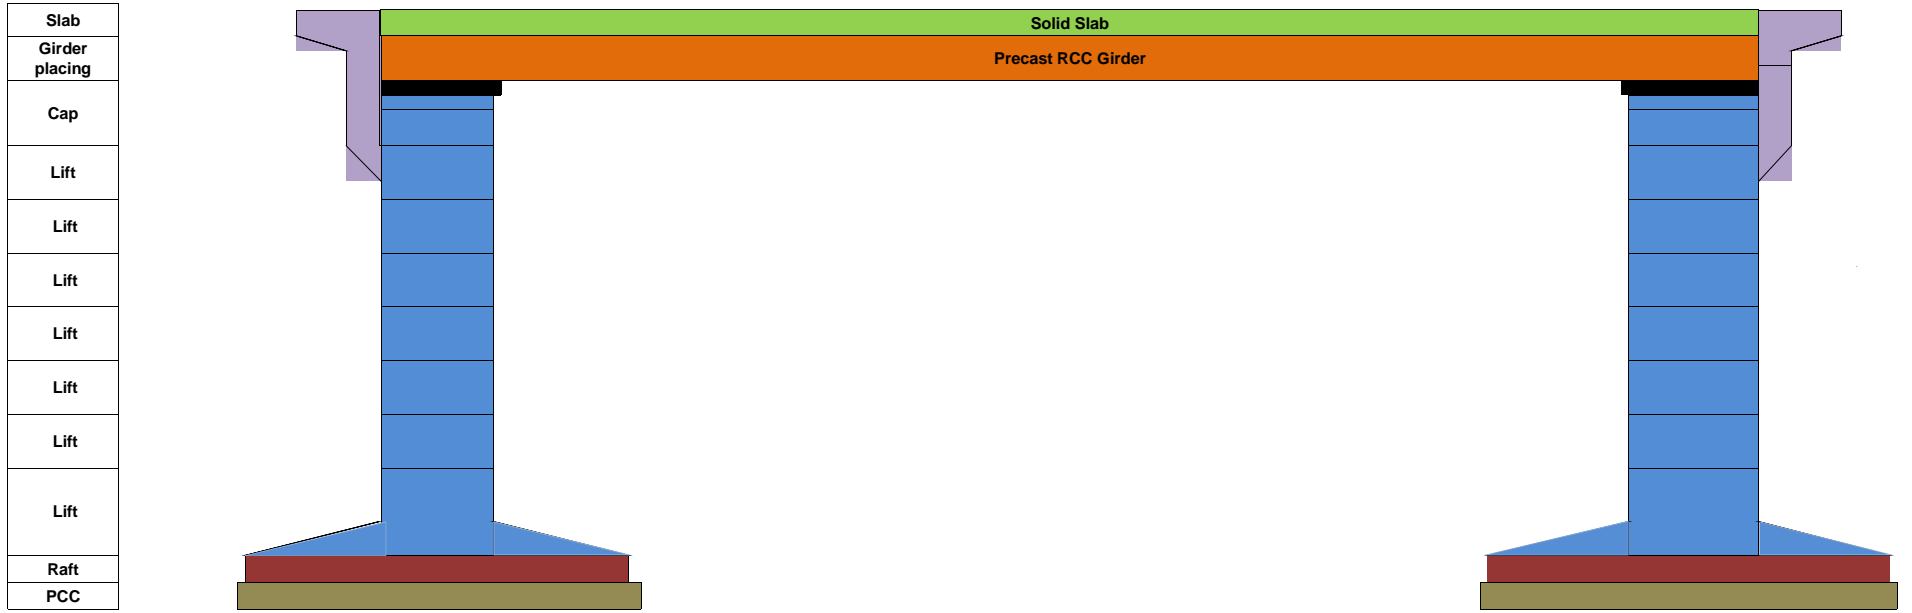 Slab
Girder
placing
Cap
Lift
Lift
Lift
Lift
Lift
Lift
Lift
Raft
PCC
Solid Slab
Precast RCC Girder